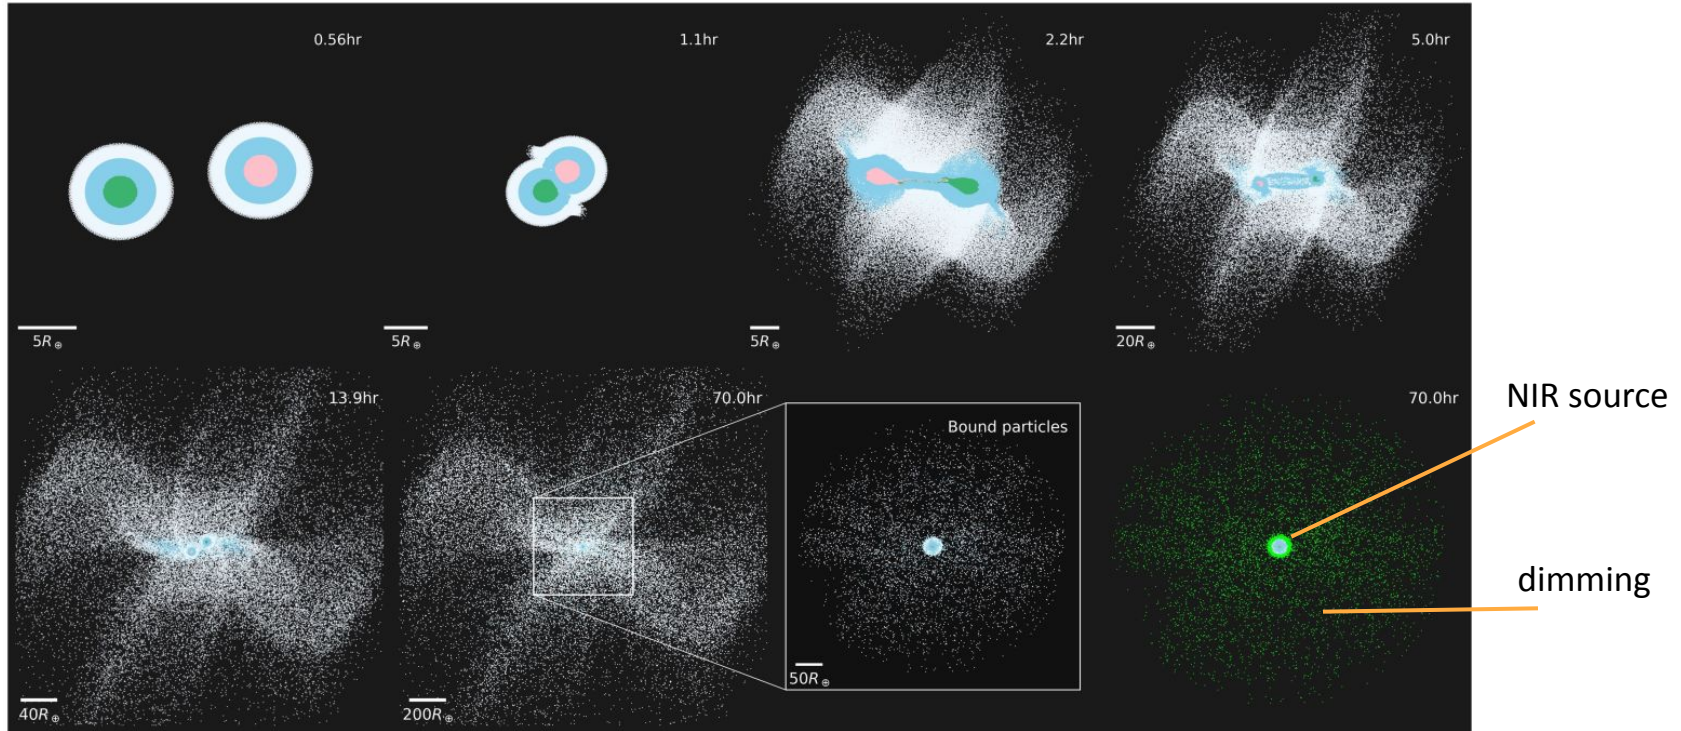 0.56hr
1.1hr
2.2hr
5.0hr
5R⊕
5R⊕
5R⊕
20R⊕
13.9hr
70.0hr
Bound particles
70.0hr
NIR source
dimming
40R⊕
200R⊕
50R⊕